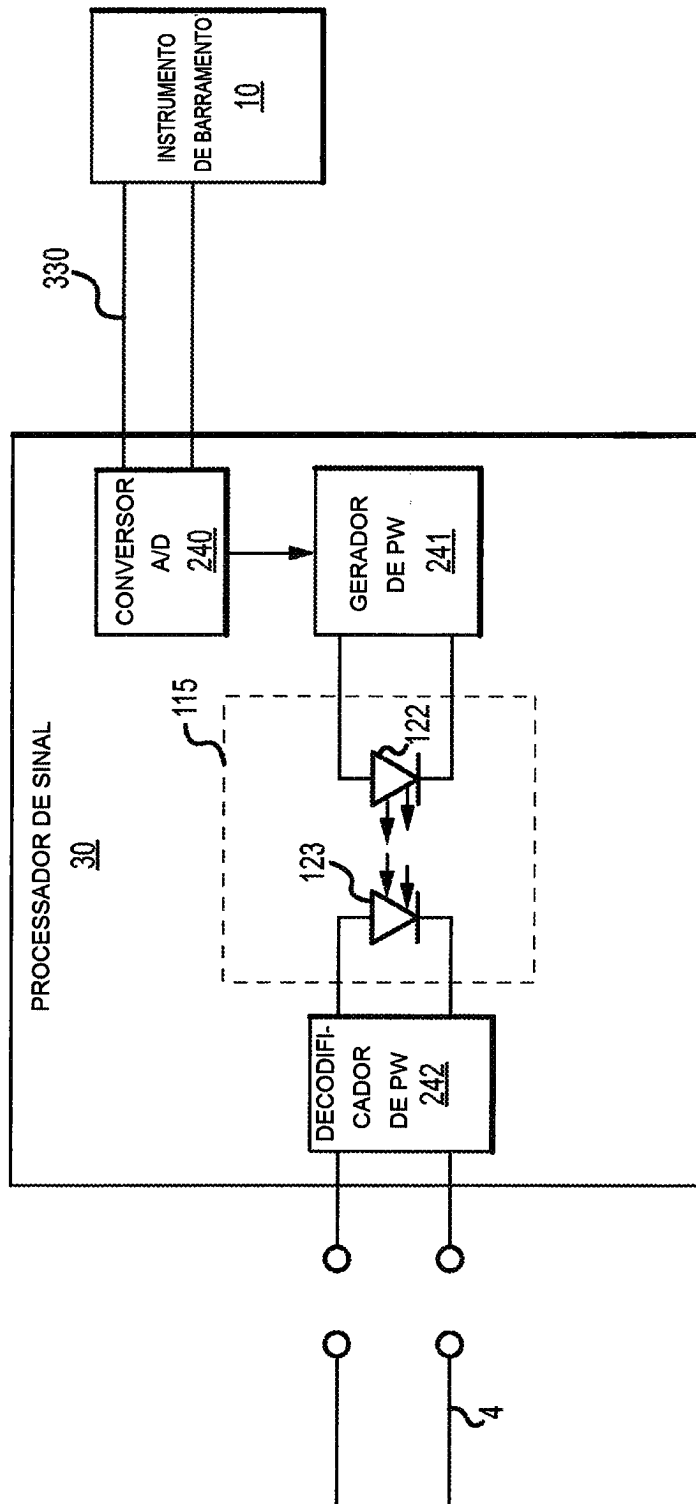 PROCESSADOR DE SINAL
30
DECODIFI-
CADOR
DE PW
242
123
122
115
CONVERSOR
A/D
240
GERADOR
DE PW
241
330
INSTRUMENTO
DE BARRAMENTO
10
4